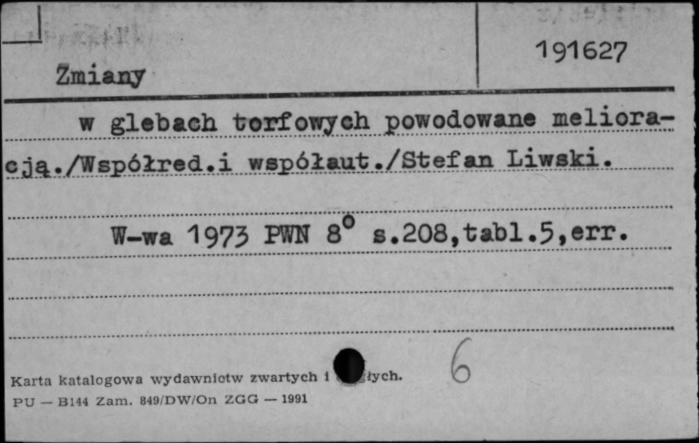 191627
Zmiany
w glebach torfowych powodowane meliora-
cją./Współred.i współaut./Stefan Liwski.
W-wa 1973 PWN 8° s.208,tabl.5,err.
6
Karta katalogowa wydawnictw zwartych i
PU — B144 Zam. 849/DW/On ZGG — 1991